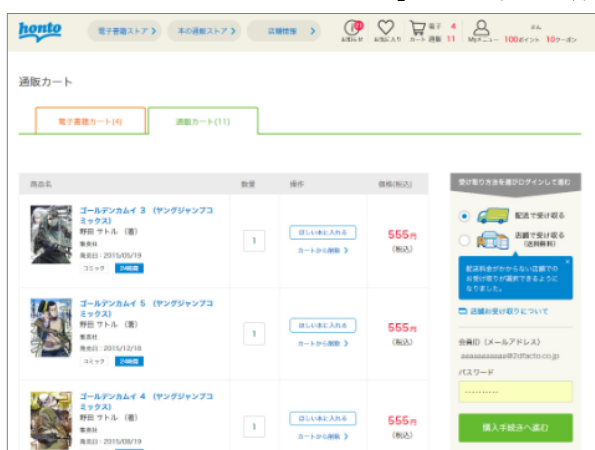 honto
電子書籍ストア >
本の通販ストア >
店舗情報 >
お知らせ
お気に入り
カート
電子 4
通販 11
さん
Myメニュー
100ポイント
10クーポン
通販カート
電子書籍カート(4)
通販カート(11)
商品名
数量
操作
価格(税込)
ゴールデンカムイ 3 (ヤングジャンプコ
ミックス)
野田 サトル (著)
集英社
発売日:2015/05/19
コミック
24時間
1
ほしい本に入れる
カートから削除 >
555円
(税込)
ゴールデンカムイ 5 (ヤングジャンプコ
ミックス)
野田 サトル (著)
集英社
発売日:2015/12/18
コミック
24時間
1
ほしい本に入れる
カートから削除 >
555円
(税込)
ゴールデンカムイ 4 (ヤングジャンプコ
ミックス)
野田 サトル (著)
集英社
1
ほしい本に入れる
カートから削除 >
555円
(税込)
受け取り方法を選びログインして進む
配送で受け取る
店舗で受け取る
(送料無料)
配送料金がかからない店舗での
お受け取りが選択できるように
なりました。
×
店舗お受け取りについて
会員ID (メールアドレス)
aaaaaaaaaaa@2dfacto.co.jp
パスワード
··········
購入手続きへ進む